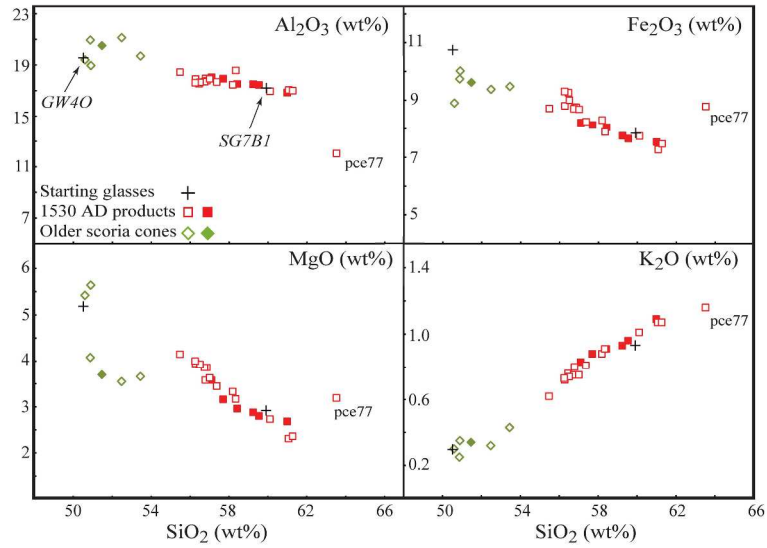 Al₂O₃ (wt%)
23
19
15
11
7
GW4O
SG7B1
pce77
Starting glasses
1530 AD products
Older scoria cones
Fe₂O₃ (wt%)
11
9
7
5
pce77
MgO (wt%)
6
5
4
3
2
pce77
50 54 58 62 66
SiO₂ (wt%)
K₂O (wt%)
1.4
1.0
0.6
0.2
pce77
50 54 58 62 66
SiO₂ (wt%)